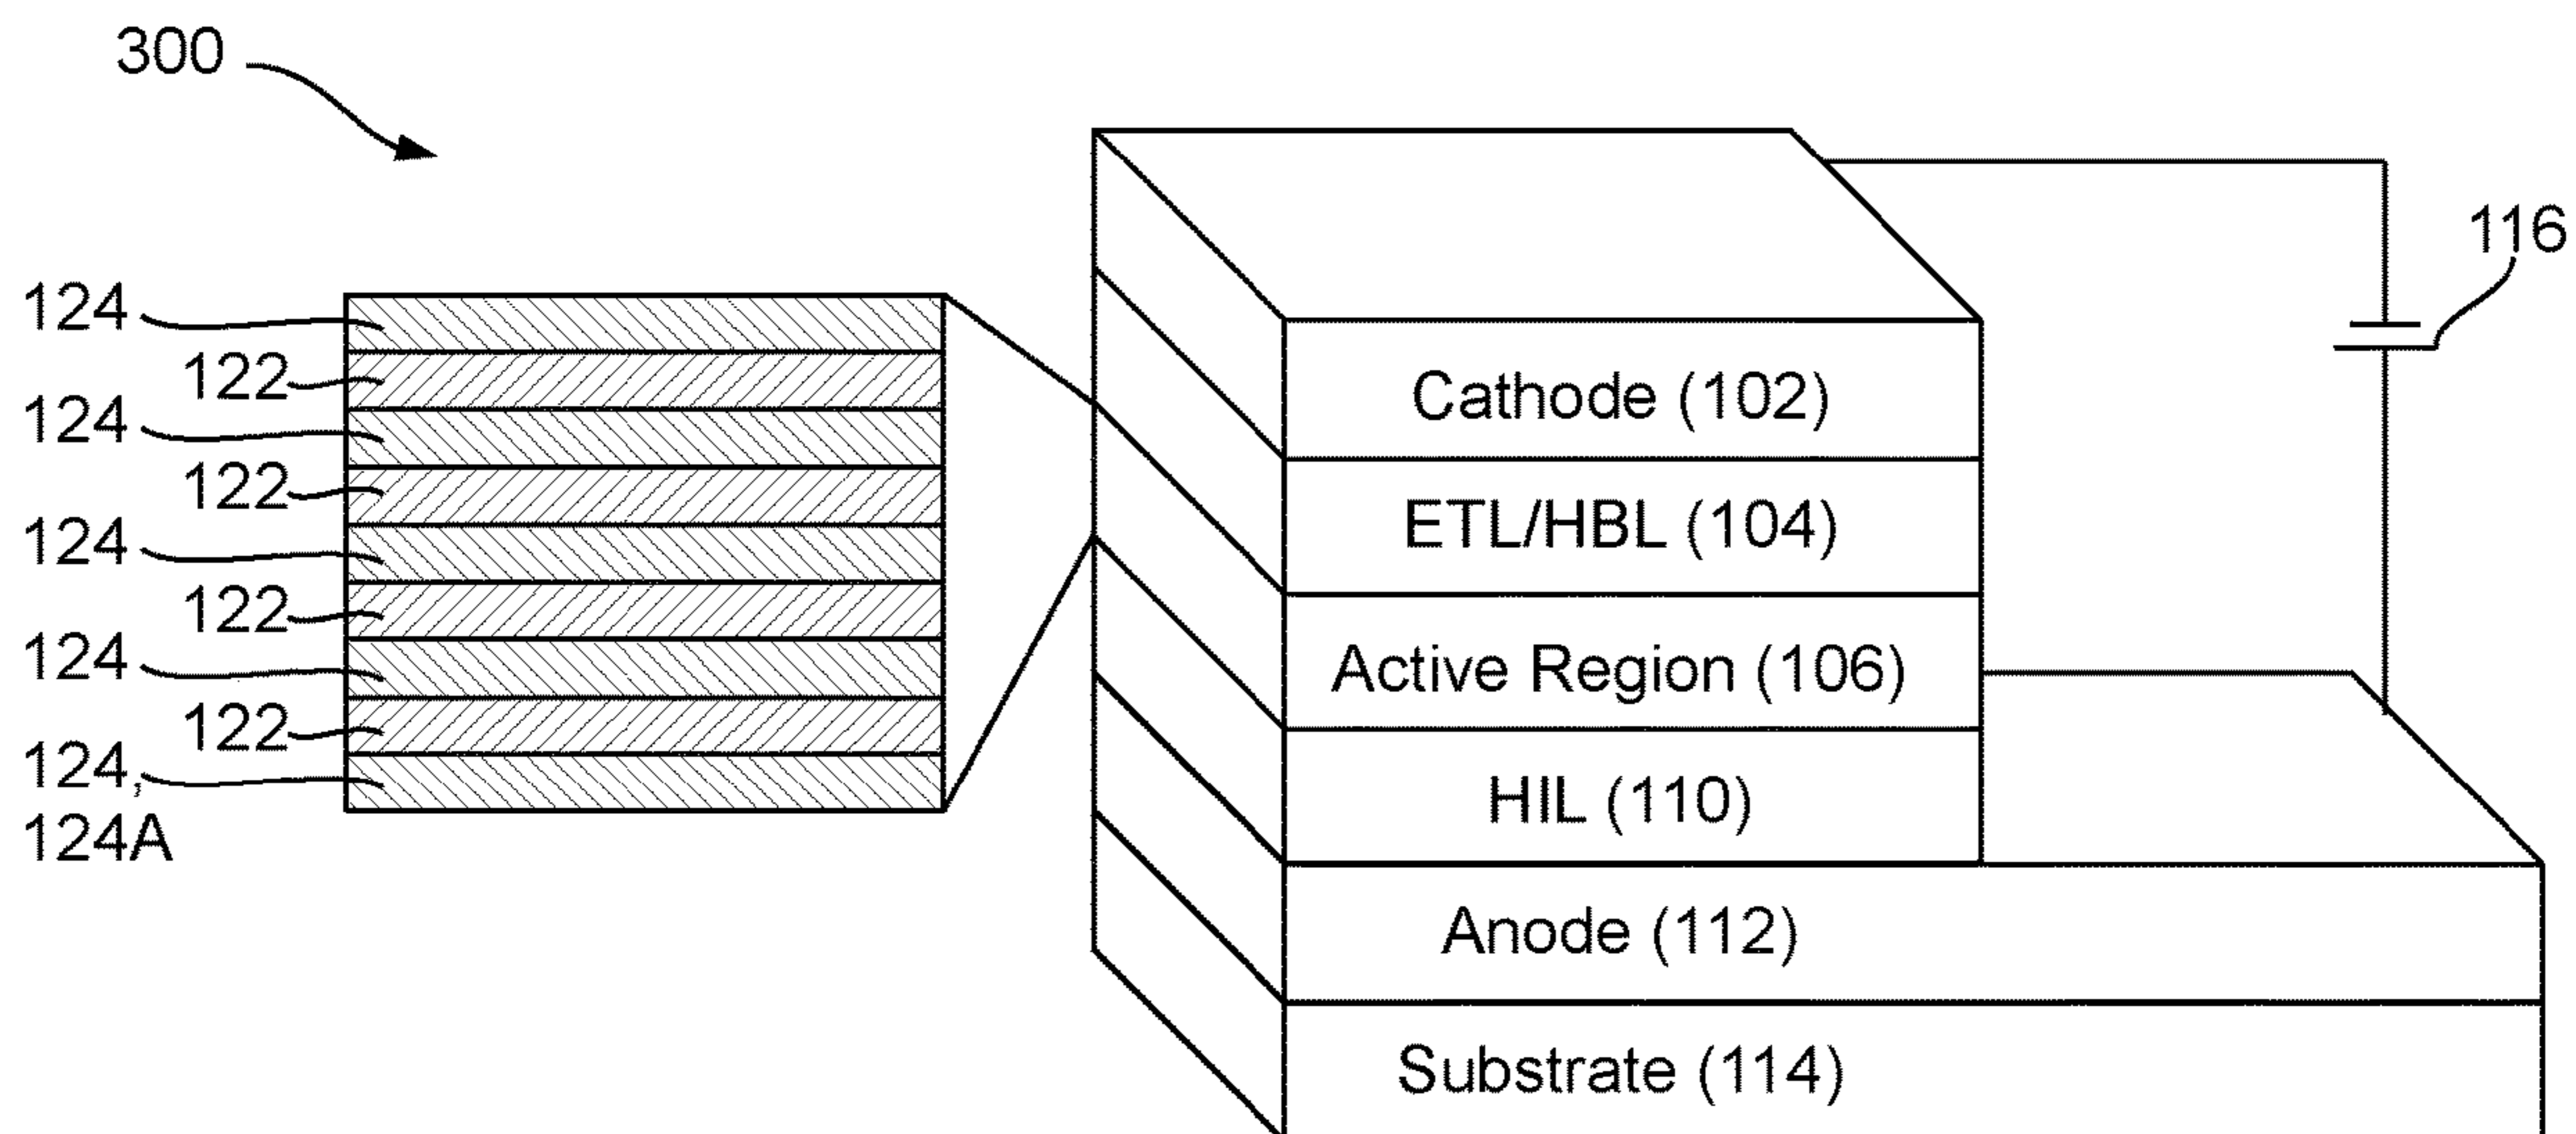 300
116
124
122
124
122
124
122
124
122
124,
124A
Cathode (102)
ETL/HBL (104)
Active Region (106)
HIL (110)
Anode (112)
Substrate (114)